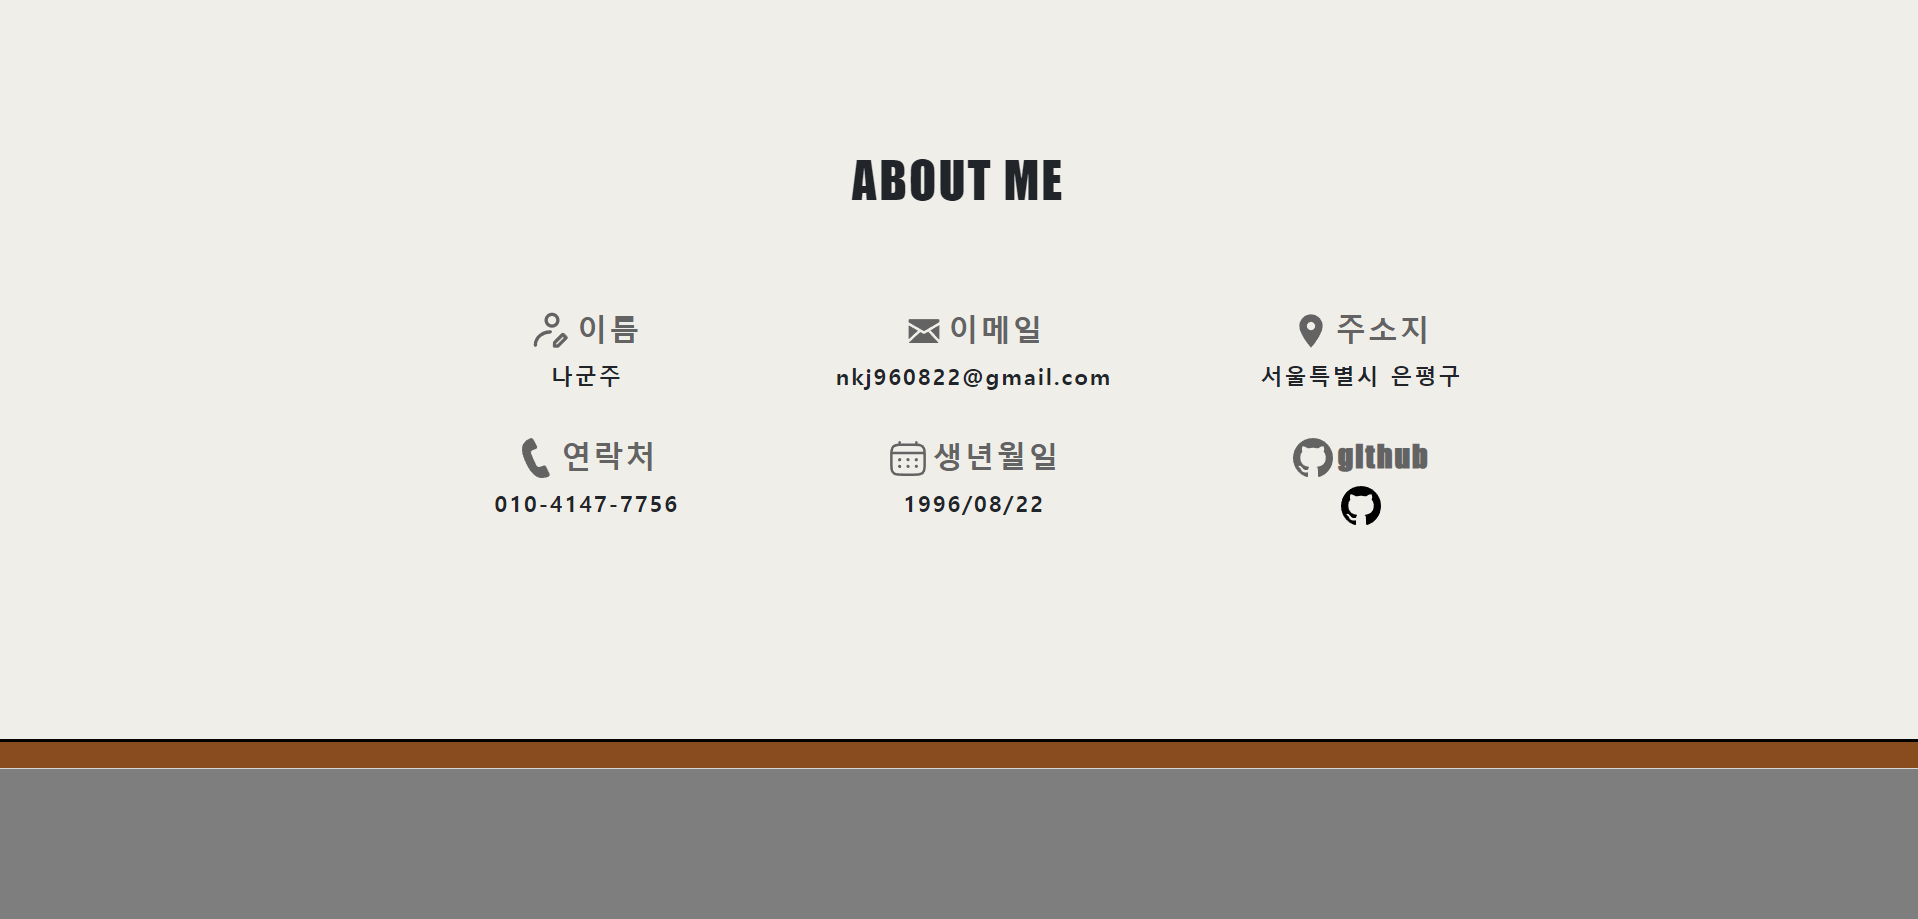 ABOUT ME
이름
나군주
이메일
nkj960822@gmail.com
주소지
서울특별시 은평구
연락처
010-4147-7756
생년월일
1996/08/22
github